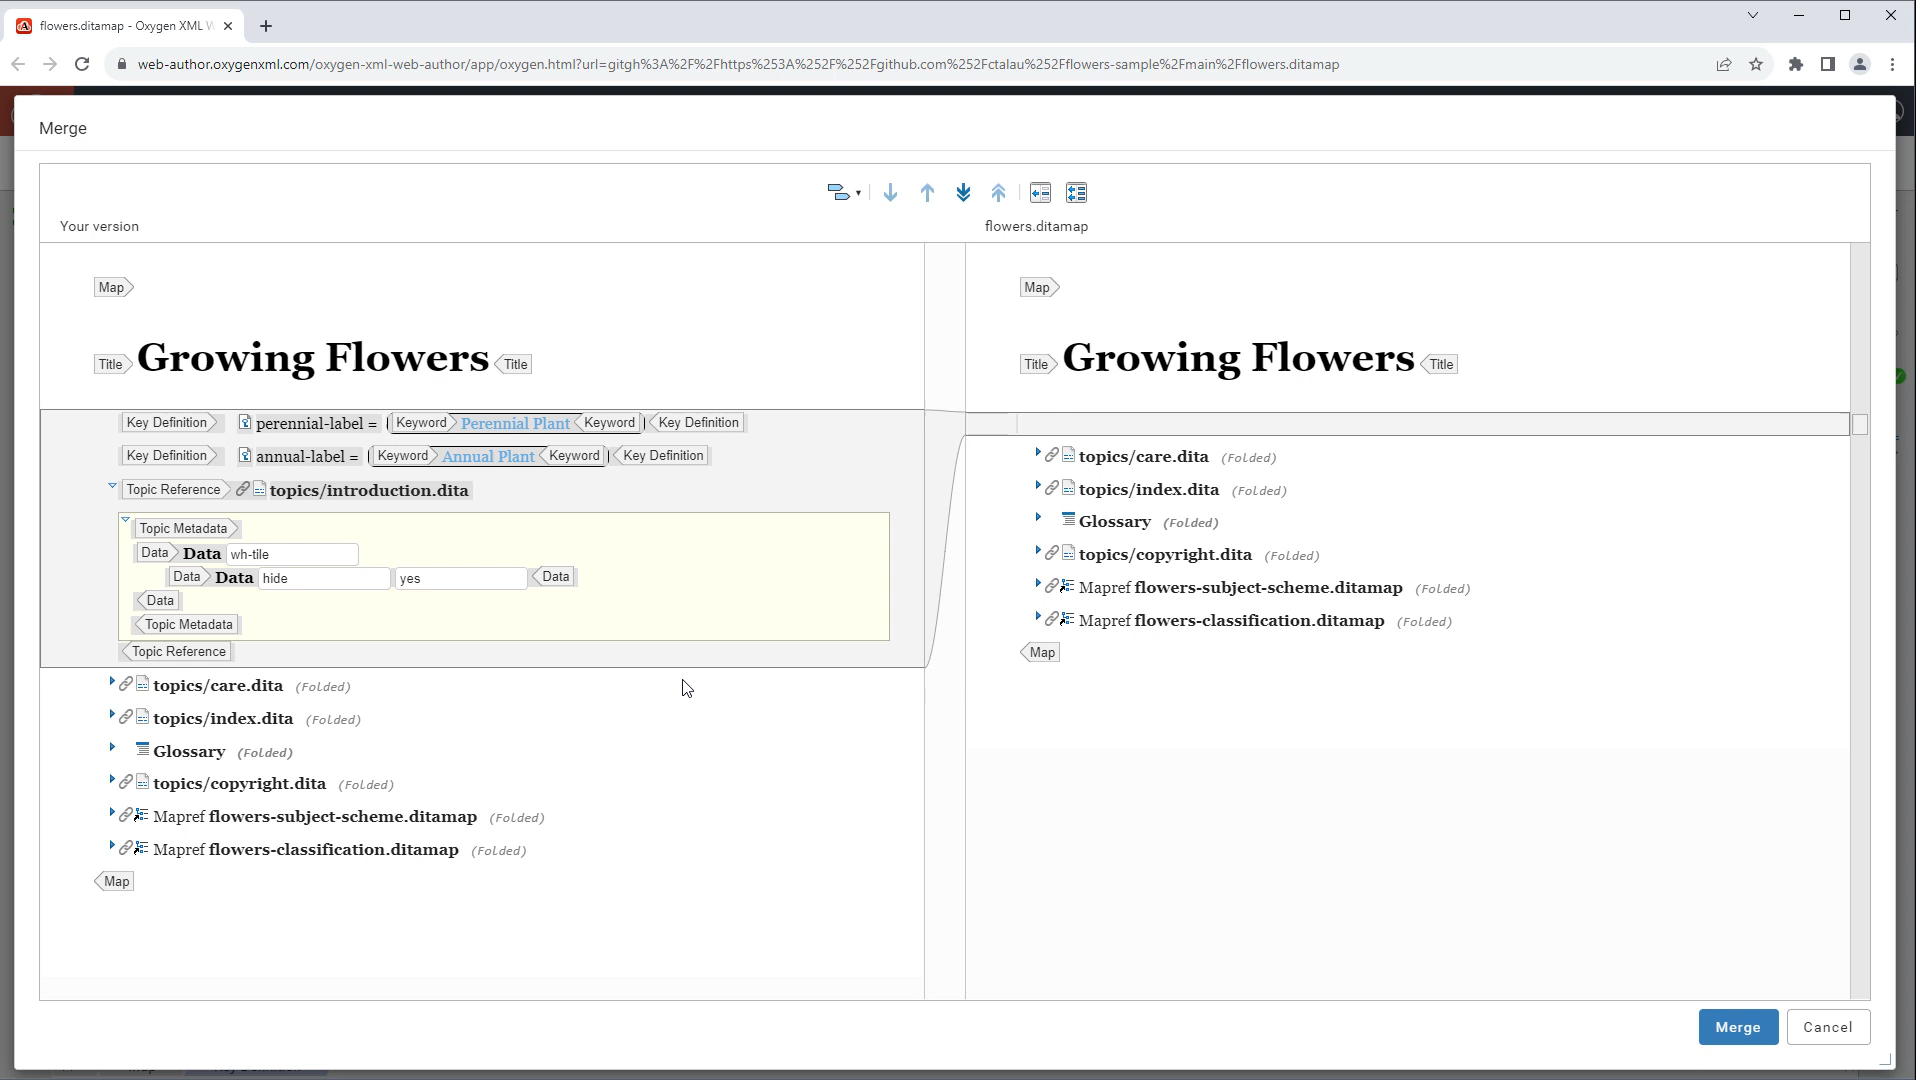 flowers.ditamap - Oxygen XML W
web-author.oxygenxml.com/oxygen-xml-web-author/app/oxygen.html?url=gitgh%3A%2F%2Fhttps%253A%252F%252Fgithub.com%252Fctalau%252Fflowers-sample%2Fmain%2Fflowers.ditamap
Merge
Your version
flowers.ditamap
Map
Title Growing Flowers Title
Key Definition perennial-label = ( Keyword Perennial Plant Keyword ) Key Definition
Key Definition annual-label = ( Keyword Annual Plant Keyword ) Key Definition
Topic Reference topics/introduction.dita
Topic Metadata
Data Data wh-tile
Data Data hide yes Data
Data
Topic Metadata
Topic Reference
topics/care.dita (Folded)
topics/index.dita (Folded)
Glossary (Folded)
topics/copyright.dita (Folded)
Mapref flowers-subject-scheme.ditamap (Folded)
Mapref flowers-classification.ditamap (Folded)
Map
Map
Title Growing Flowers Title
topics/care.dita (Folded)
topics/index.dita (Folded)
Glossary (Folded)
topics/copyright.dita (Folded)
Mapref flowers-subject-scheme.ditamap (Folded)
Mapref flowers-classification.ditamap (Folded)
Map
Merge
Cancel